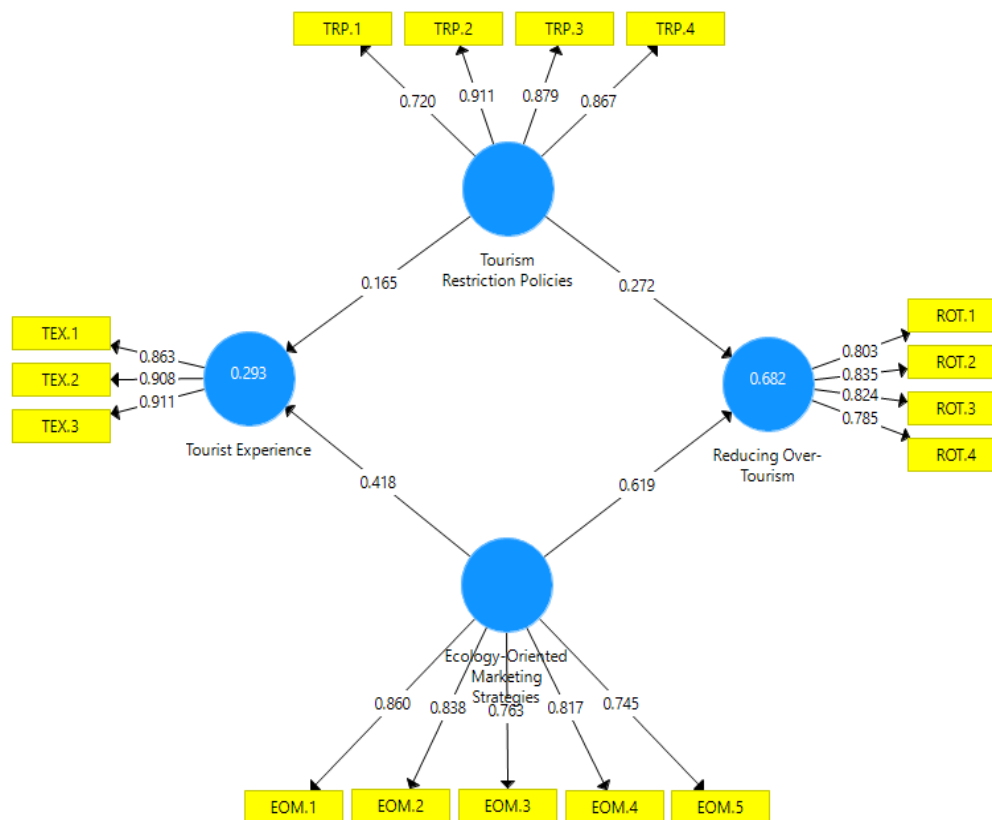 TRP.1 TRP.2 TRP.3 TRP.4
0.720 0.911 0.879 0.867
Tourism
Restriction Policies
0.165 0.272
TEX.1
TEX.2
TEX.3
0.863
0.908
0.911
0.293
Tourist Experience
0.682
Reducing Over-
Tourism
0.803
0.835
0.824
0.785
ROT.1
ROT.2
ROT.3
ROT.4
0.418 0.619
Ecology-Oriented
Marketing
Strategies
0.860 0.838 0.763 0.817 0.745
EOM.1 EOM.2 EOM.3 EOM.4 EOM.5